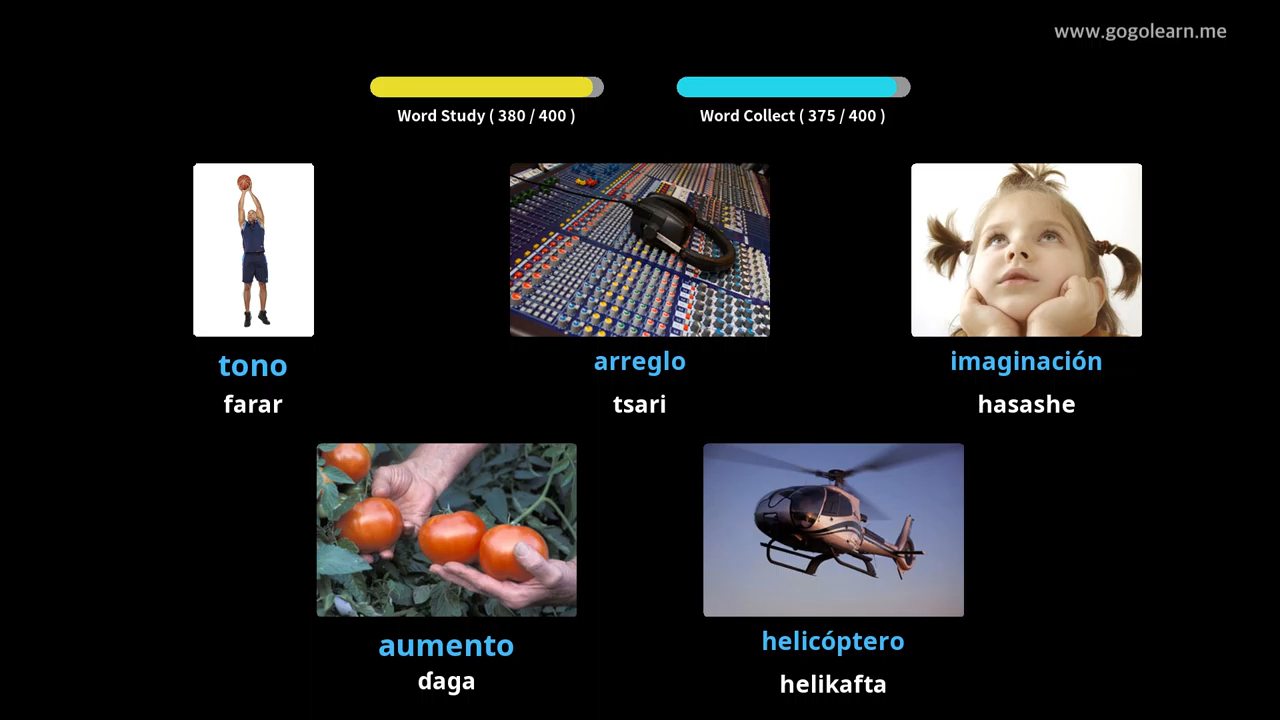 www.gogolearn.me
Word Study ( 380 / 400 )
Word Collect ( 375 / 400 )
tono
farar
arreglo
tsari
imaginación
hasashe
aumento
ɗaga
helicóptero
helikafta